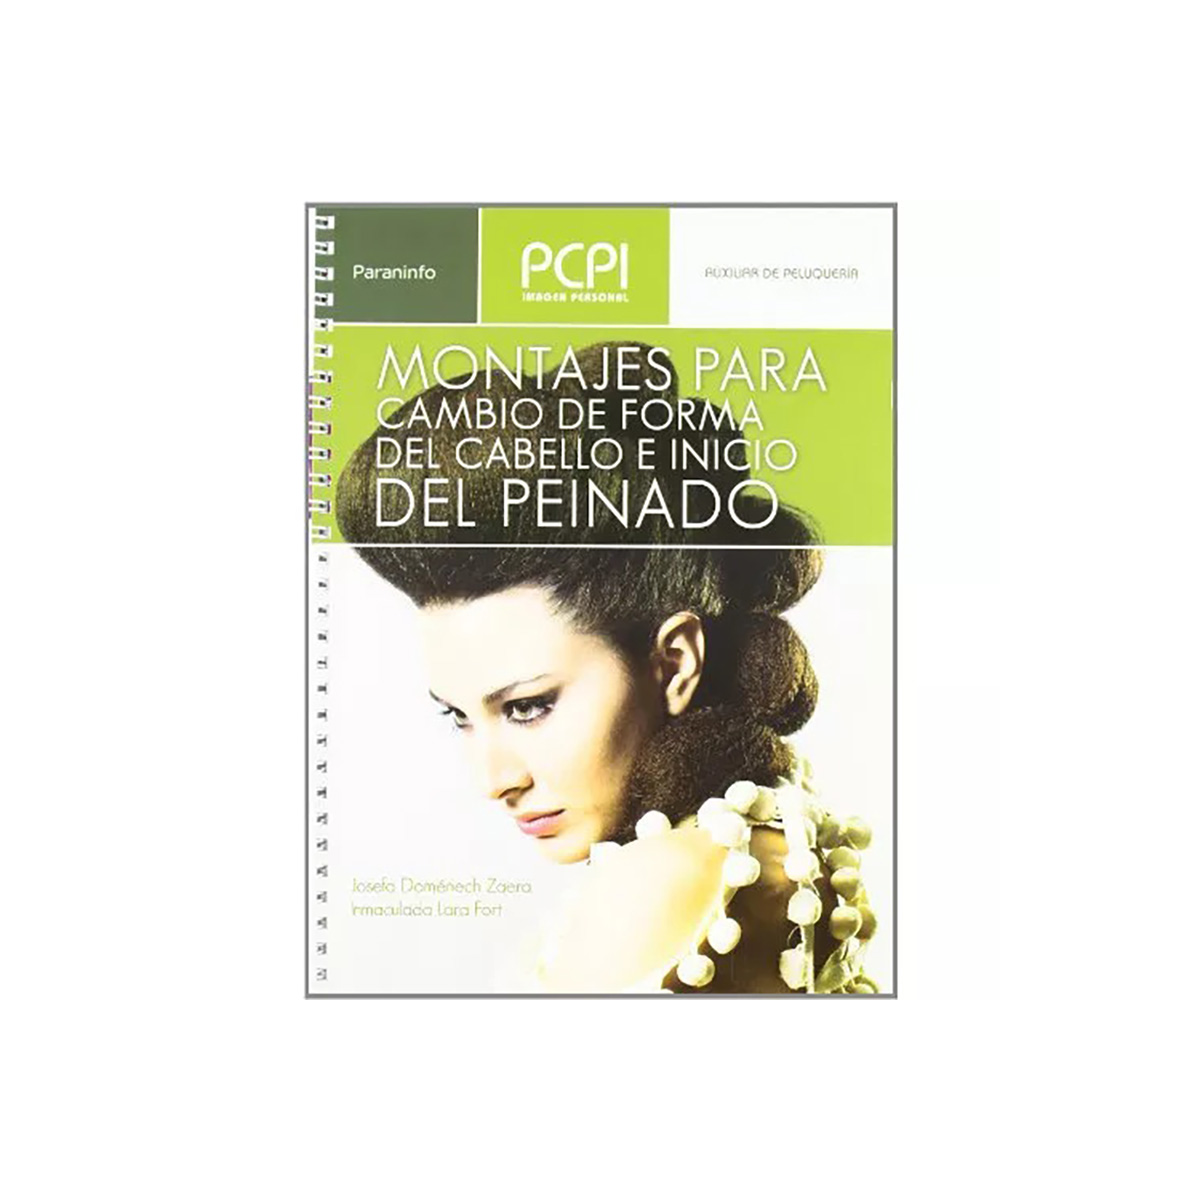 Paraninfo
PCPI
IMAGEN PERSONAL
AUXILIAR DE PELUQUERÍA
MONTAJES PARA
CAMBIO DE FORMA
DEL CABELLO E INICIO
DEL PEINADO
Josefa Doménech Zaera
Inmaculada Lara Fort